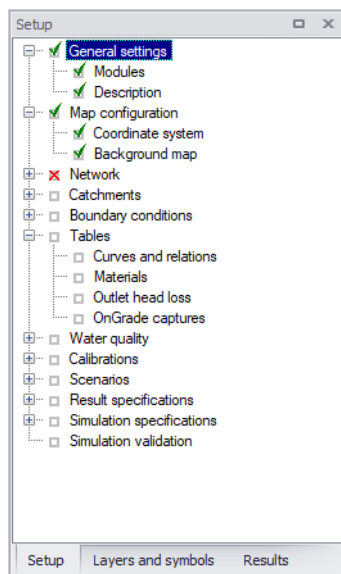 Setup
General settings
Modules
Description
Map configuration
Coordinate system
Background map
Network
Catchments
Boundary conditions
Tables
Curves and relations
Materials
Outlet head loss
OnGrade captures
Water quality
Calibrations
Scenarios
Result specifications
Simulation specifications
Simulation validation
Setup Layers and symbols Results